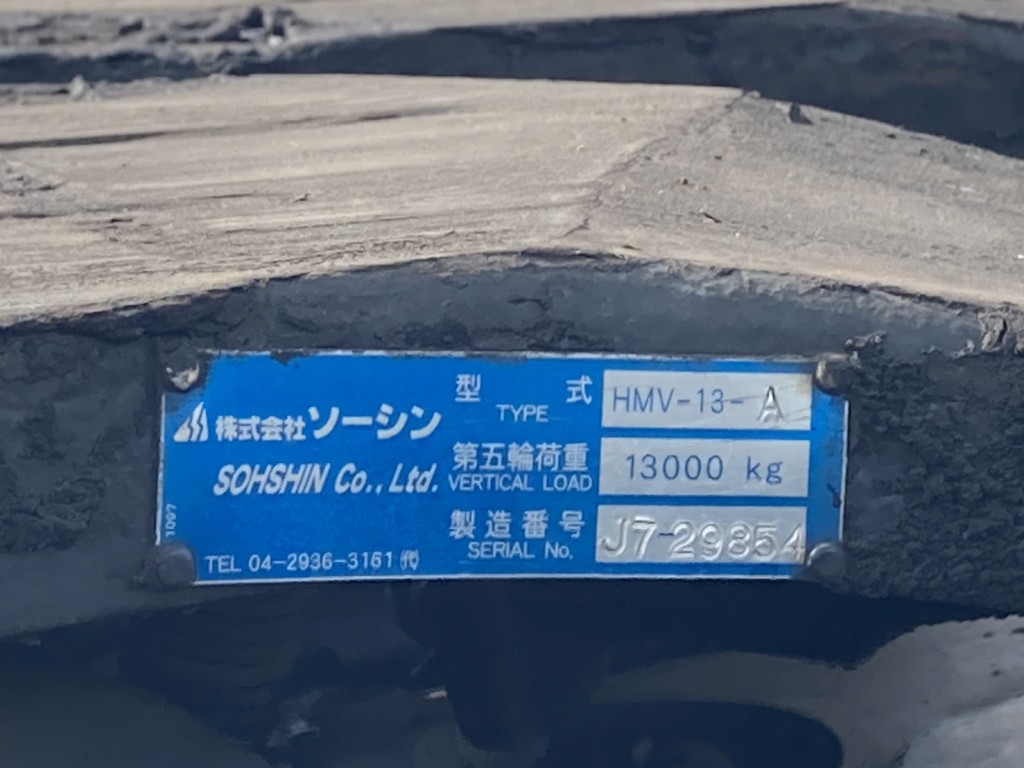 株式会社ソーシン
SOHSHIN Co., Ltd.
1097
TEL 04-2936-3161㈹
型 式 HMV-13-A
TYPE
第五輪荷重 13000 kg
VERTICAL LOAD
製造番号 J7-29854
SERIAL No.